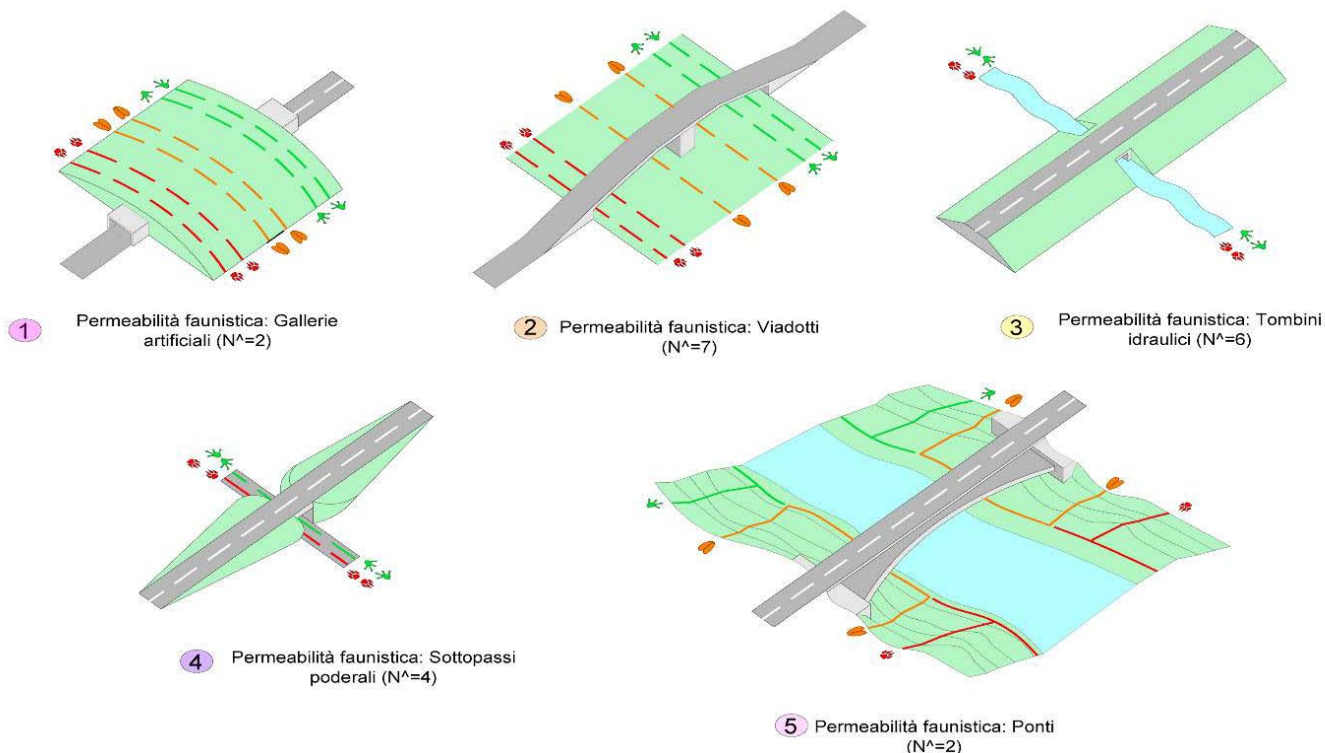 1 Permeabilità faunistica: Gallerie
artificiali (N^=2)
2 Permeabilità faunistica: Viadotti
(N^=7)
3 Permeabilità faunistica: Tombini
idraulici (N^=6)
4 Permeabilità faunistica: Sottopassi
poderali (N^=4)
5 Permeabilità faunistica: Ponti
(N^=2)